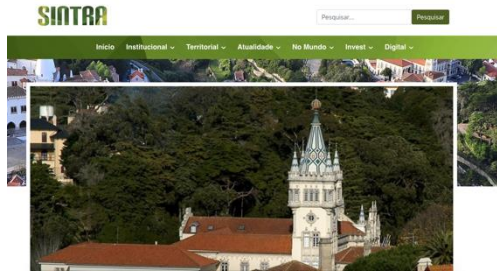 SINTRA
Pesquisar... Pesquisar
Início Institucional Territorial Atualidade No Mundo Invest Digital